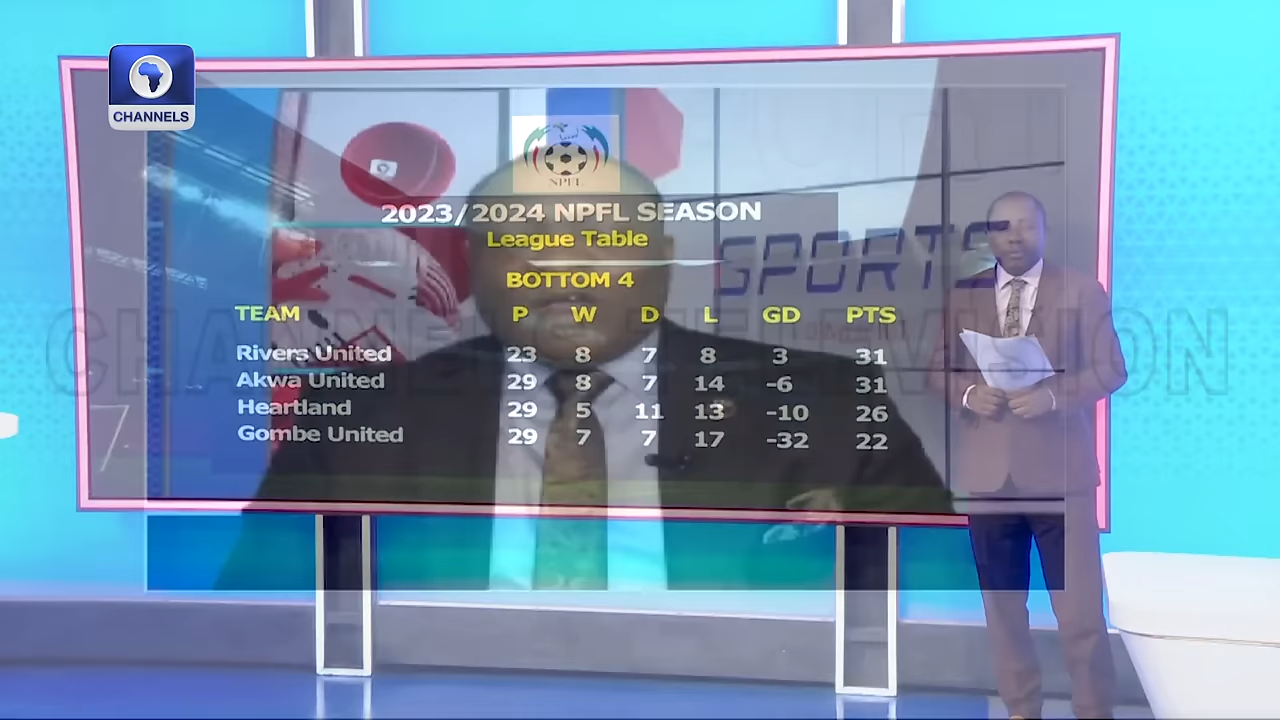 CHANNELS
NPFL
2023/2024 NPFL SEASON
League Table
BOTTOM 4
SPORTS
TEAM P W D L GD PTS
Rivers United 23 8 7 8 3 31
Akwa United 29 8 7 14 -6 31
Heartland 29 5 11 13 -10 26
Gombe United 29 7 7 17 -32 22
CHANNELS TELEVISION